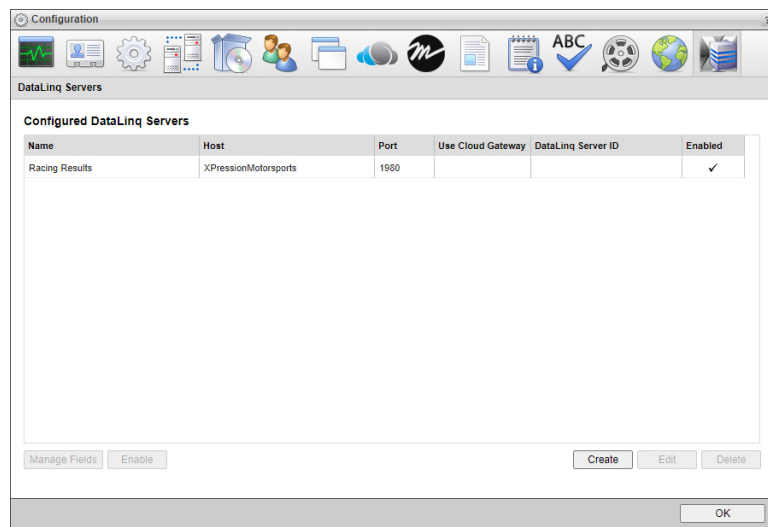 Configuration
?
ABC
DataLinq Servers
Configured DataLinq Servers
Name Host Port Use Cloud Gateway DataLinq Server ID Enabled
Racing Results XPressionMotorsports 1980 ✓
Manage Fields Enable Create Edit Delete
OK